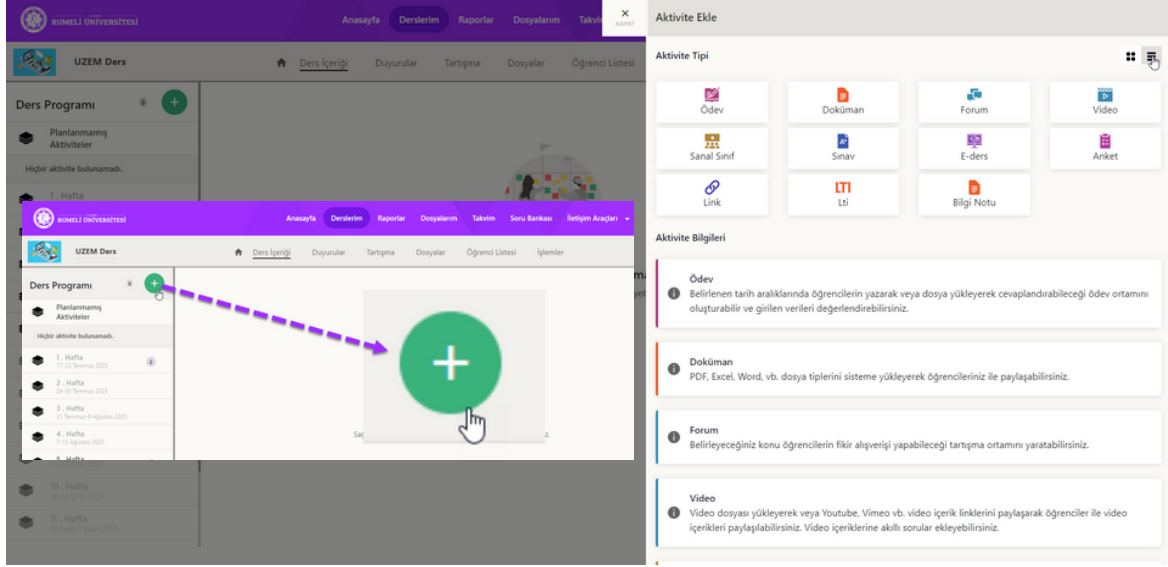 RUMELİ ÜNİVERSİTESİ
Anasayfa Derslerim Raporlar Dosyalarım
KAPAT
UZEM Ders
Ders İçeriği Duyurular Tartışma Dosyalar Öğrenci Listesi
Ders Programı
Planlanmamış
Aktiviteler
Hiçbir aktivite bulunamadı.
1 . Hafta
RUMELİ ÜNİVERSİTESİ
Anasayfa Derslerim Raporlar Dosyalarım Takvim Soru Bankası İletişim Araçları
UZEM Ders
Ders İçeriği Duyurular Tartışma Dosyalar Öğrenci Listesi İşlemler
Ders Programı
Planlanmamış
Aktiviteler
Hiçbir aktivite bulunamadı.
1 . Hafta
17-23 Temmuz 2023
2
2 . Hafta
24-30 Temmuz 2023
3 . Hafta
31 Temmuz-6 Ağustos 2023
4 . Hafta
7-13 Ağustos 2023
5 . Hafta
10 . Hafta
11 . Hafta
Aktivite Ekle
Aktivite Tipi
Ödev Doküman Forum Video
Sanal Sınıf Sınav E-ders Anket
Link Lti Bilgi Notu
Aktivite Bilgileri
Ödev
Belirlenen tarih aralıklarında öğrencilerin yazarak veya dosya yükleyerek cevaplandırabileceği ödev ortamını
oluşturabilir ve girilen verileri değerlendirebilirsiniz.
Doküman
PDF, Excel, Word, vb. dosya tiplerini sisteme yükleyerek öğrencileriniz ile paylaşabilirsiniz.
Forum
Belirleyeceğiniz konu öğrencilerin fikir alışverişi yapabileceği tartışma ortamını yaratabilirsiniz.
Video
Video dosyası yükleyerek veya Youtube, Vimeo vb. video içerik linklerini paylaşarak öğrenciler ile video
içerikleri paylaşılabilirsiniz. Video içeriklerine akıllı sorular ekleyebilirsiniz.